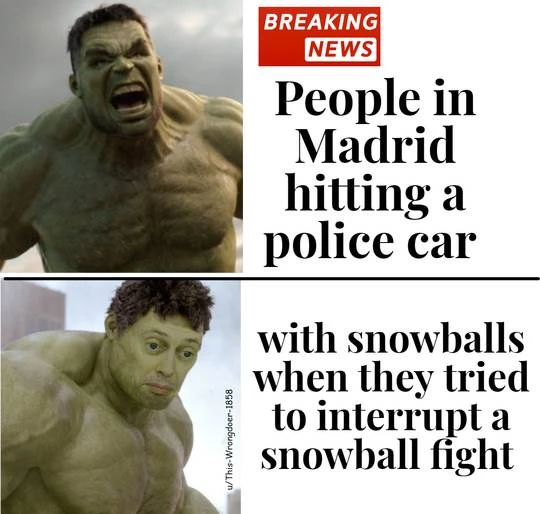 BREAKING
NEWS
People in
Madrid
hitting a
police car
with snowballs
when they tried
to interrupt a
snowball fight
u/This-Wrongdoer-1858